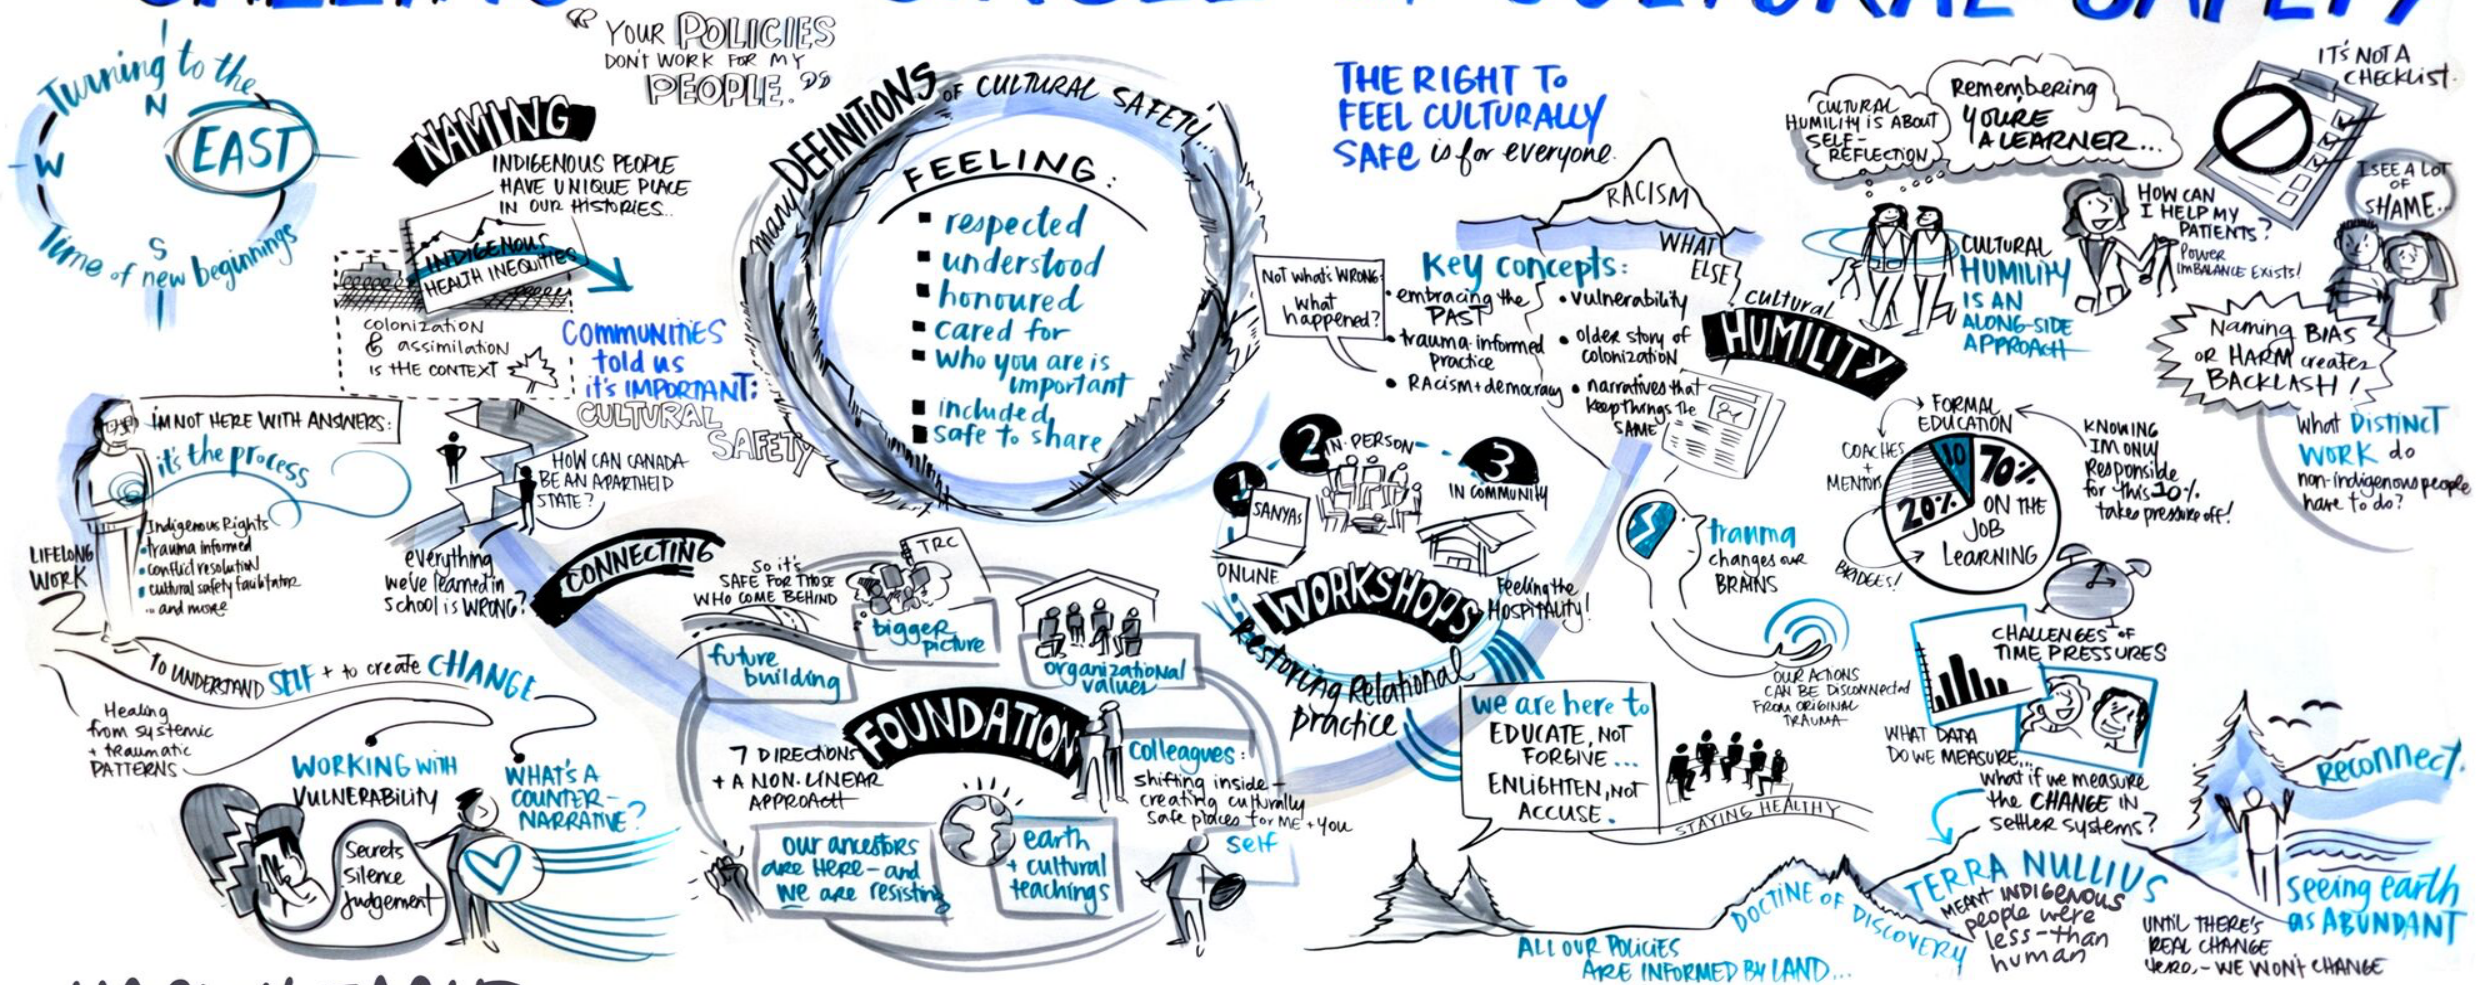 CULTURAL SAFETY
Turning to the
N
EAST
W
S
Time of new beginnings
"YOUR POLICIES
DON'T WORK FOR MY
PEOPLE."
NAMING
INDIGENOUS PEOPLE
HAVE UNIQUE PLACE
IN OUR HISTORIES...
INDIGENOUS
HEALTH INEQUITIES
colonization
& assimilation
IS THE CONTEXT
COMMUNITIES
told us
it's IMPORTANT:
CULTURAL
SAFETY
many DEFINITIONS OF CULTURAL SAFETY
FEELING:
respected
understood
honoured
cared for
who you are is
important
included
safe to share
THE RIGHT TO
FEEL CULTURALLY
SAFE is for everyone.
RACISM
WHAT
ELSE?
Not what's WRONG:
what
happened?
Key concepts:
• embracing the
PAST
• trauma-informed
practice
• RAcism + democracy
• vulnerability
• older story of
colonization
• narratives that
keep things the
SAME
cultural
HUMILITY
CULTURAL
HUMILITY IS ABOUT
SELF-
REFLECTION
Remembering
YOU'RE
A LEARNER...
CULTURAL
HUMILITY
IS AN
ALONG-SIDE
APPROACH
HOW CAN
I HELP MY
PATIENTS?
Power
IMBALANCE Exists!
IT'S NOT A
CHECKLIST.
I SEE A LOT
OF
SHAME...
Naming BIAS
OR HARM creates
BACKLASH!
What DISTINCT
WORK do
non-indigenous people
have to do?
I'M NOT HERE WITH ANSWERS:
it's the process
LIFELONG
WORK
Indigenous Rights
• trauma informed
• conflict resolution
• cultural safety facilitator
... and more
HOW CAN CANADA
BE AN APARTHEID
STATE?
everything
we've learned in
school is WRONG?
CONNECTING
TO UNDERSTAND SELF + to create CHANGE
Healing
from systemic
+ traumatic
PATTERNS
WORKING WITH
VULNERABILITY
Secrets
silence
judgement
WHAT'S A
COUNTER-
NARRATIVE?
So it's
SAFE FOR THOSE
WHO COME BEHIND
future
building
TRC
bigger
picture
organizational
values
FOUNDATION
7 DIRECTIONS
+ A NON-LINEAR
APPROACH
Colleagues:
shifting inside -
creating culturally
safe places for ME + you
our ancestors
are HERE - and
we are resisting
earth
+ cultural
teachings
self
1
SANYAS
ONLINE
2
IN PERSON
3
IN COMMUNITY
Feeling the
HOSPITALITY!
WORKSHOPS
Restoring Relational
practice
trauma
changes our
BRAINS
OUR ACTIONS
CAN BE DISCONNECTED
FROM ORIGINAL
TRAUMA
FORMAL
EDUCATION
COACHES
+
MENTORS
10
70%
ON THE
JOB
LEARNING
20%
BRIDGES!
KNOWING
I'M ONLY
Responsible
for this 10%
takes pressure off!
CHALLENGES OF
TIME PRESSURES
WHAT DATA
DO WE MEASURE...
what if we measure
the CHANGE IN
settler systems?
we are here to
EDUCATE, NOT
FORGIVE...
ENLIGHTEN, NOT
ACCUSE.
STAYING HEALTHY
ALL OUR POLICIES
ARE INFORMED BY LAND...
DOCTINE OF DISCOVERY
TERRA NULLIUS
MEANT INDIGENOUS
people were
less-than
human
reconnect.
seeing earth
as ABUNDANT
UNTIL THERE'S
REAL CHANGE
WE WON'T CHANGE